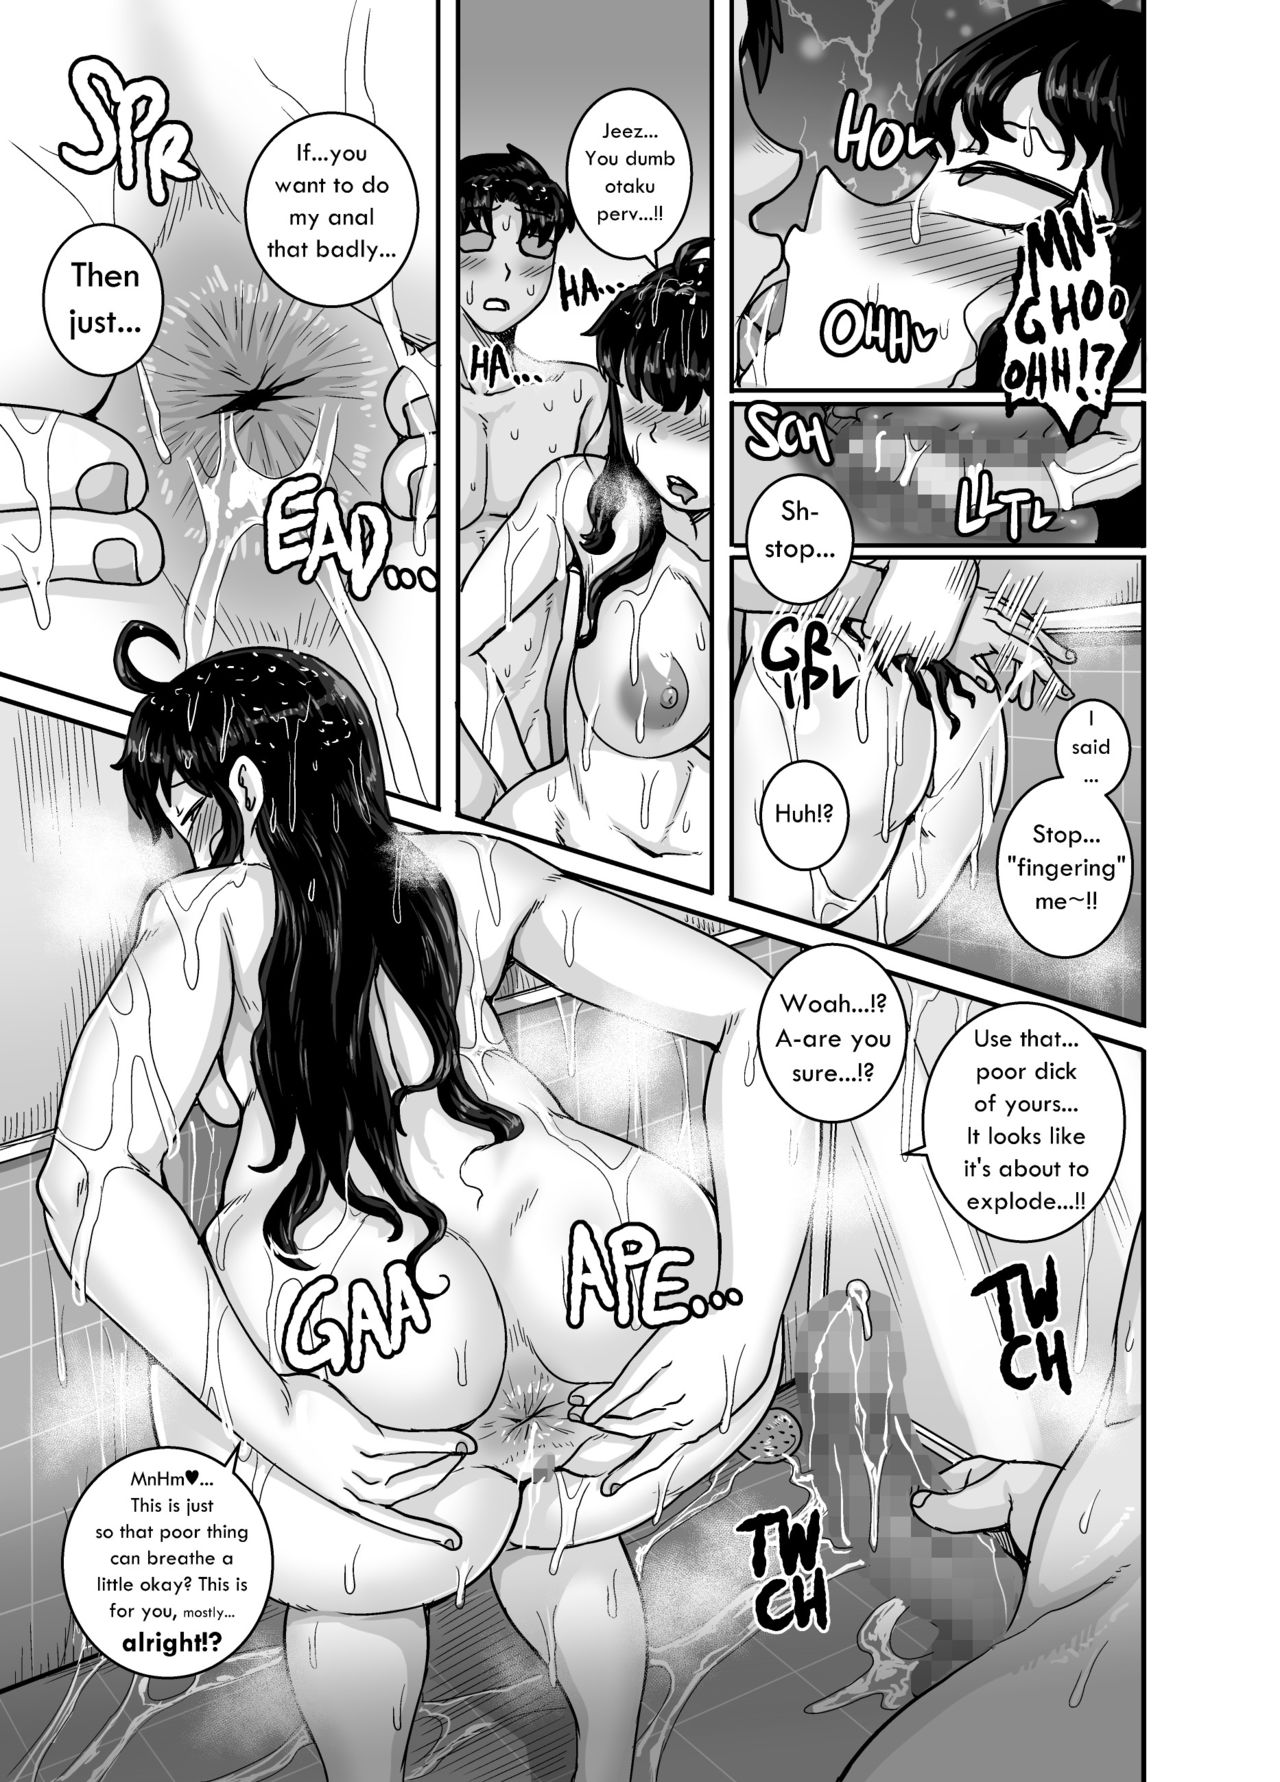 HOL
OHH
MN-
GHOO
OHH!?
SCH
LLTL
Sh-
stop...
GR
IPL
Huh!?
I
said
...
Stop...
"fingering"
me~!!
Jeez...
You dumb
otaku
perv...!!
HA...
HA...
If...you
want to do
my anal
that badly...
Then
just...
SPR
EAD...
Use that...
poor dick
of yours...
It looks like
it's about to
explode...!!
Woah...!?
A-are you
sure...!?
TW
CH
TW
CH
GAA
APE...
MnHm♥...
This is just
so that poor thing
can breathe a
little okay? This is
for you, mostly...
alright!?